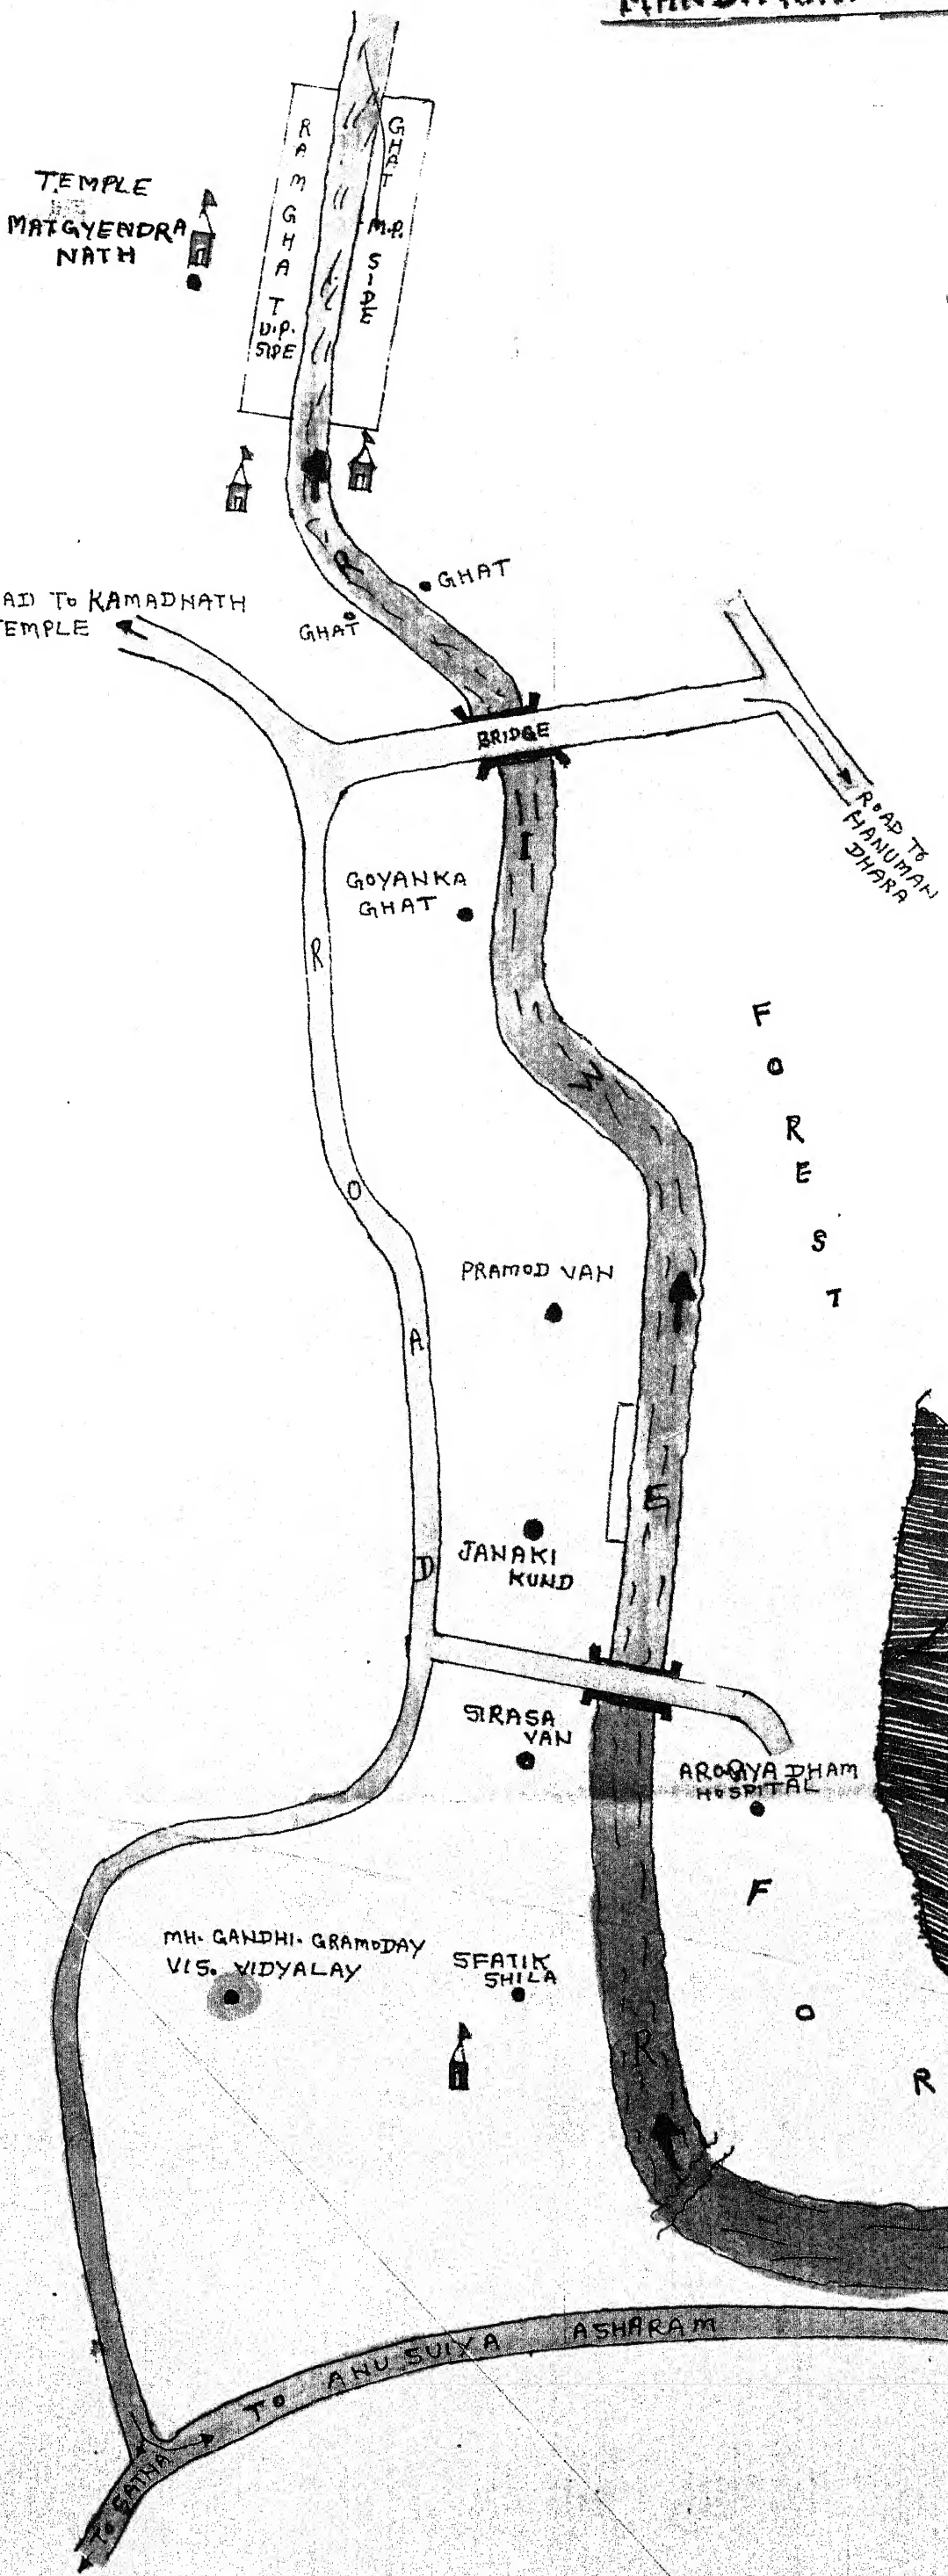 TEMPLE
MATGYENDRA
NATH
RAMGHAT
U.P.
SIDE
GHAT
M.P.
SIDE
GHAT
GHAT
AD TO KAMADNATH
TEMPLE
BRIDGE
ROAD TO
HANUMAN
DHARA
GOYANKA
GHAT
ROAD
RIWER
FOREST
PRAMOD VAN
JANAKI
KUND
SIRASA
VAN
AROGYA DHAM
HOSPITAL
F
O
R
MH. GANDHI. GRAMODAY
VIS. VIDYALAY
SFATIK
SHILA
R
TO ANUSUIYA ASHARAM
TO SATNA